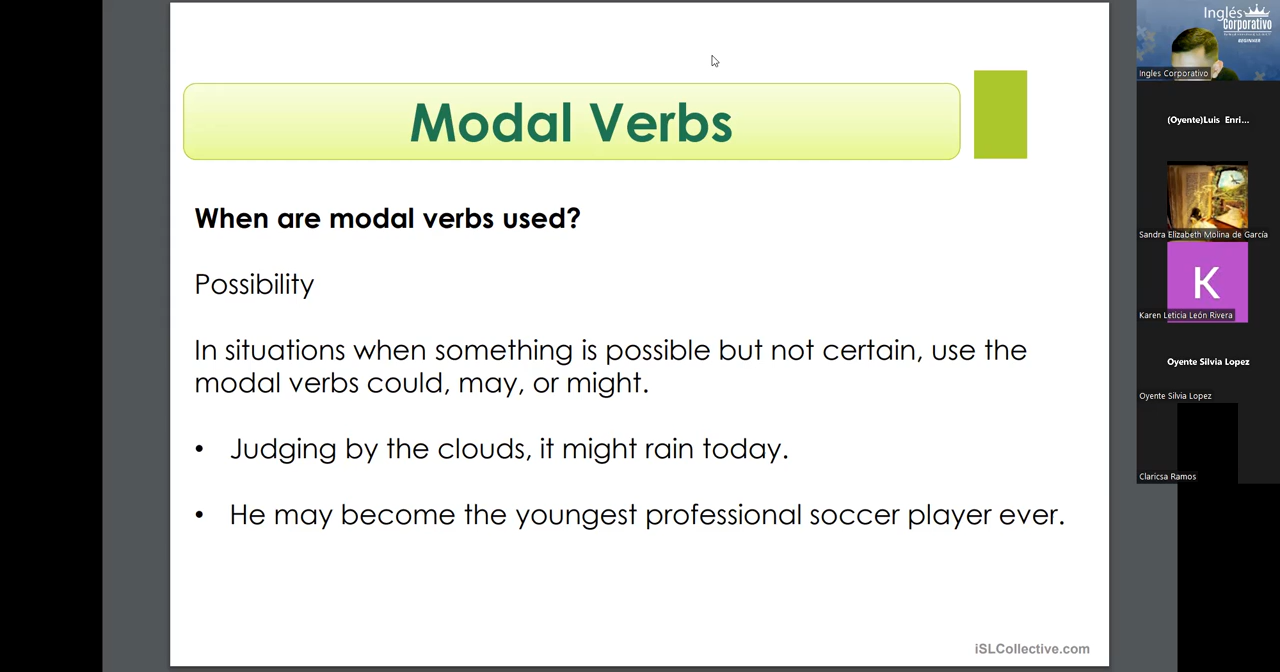 Modal Verbs
When are modal verbs used?
Possibility
In situations when something is possible but not certain, use the
modal verbs could, may, or might.
• Judging by the clouds, it might rain today.
• He may become the youngest professional soccer player ever.
iSLCollective.com
Inglés
Corporativo
BEGINNER
Ingles Corporativo
(Oyente)Luis Enri...
Sandra Elizabeth Molina de García
K
Karen Leticia León Rivera
Oyente Silvia Lopez
Oyente Silvia Lopez
Claricsa Ramos